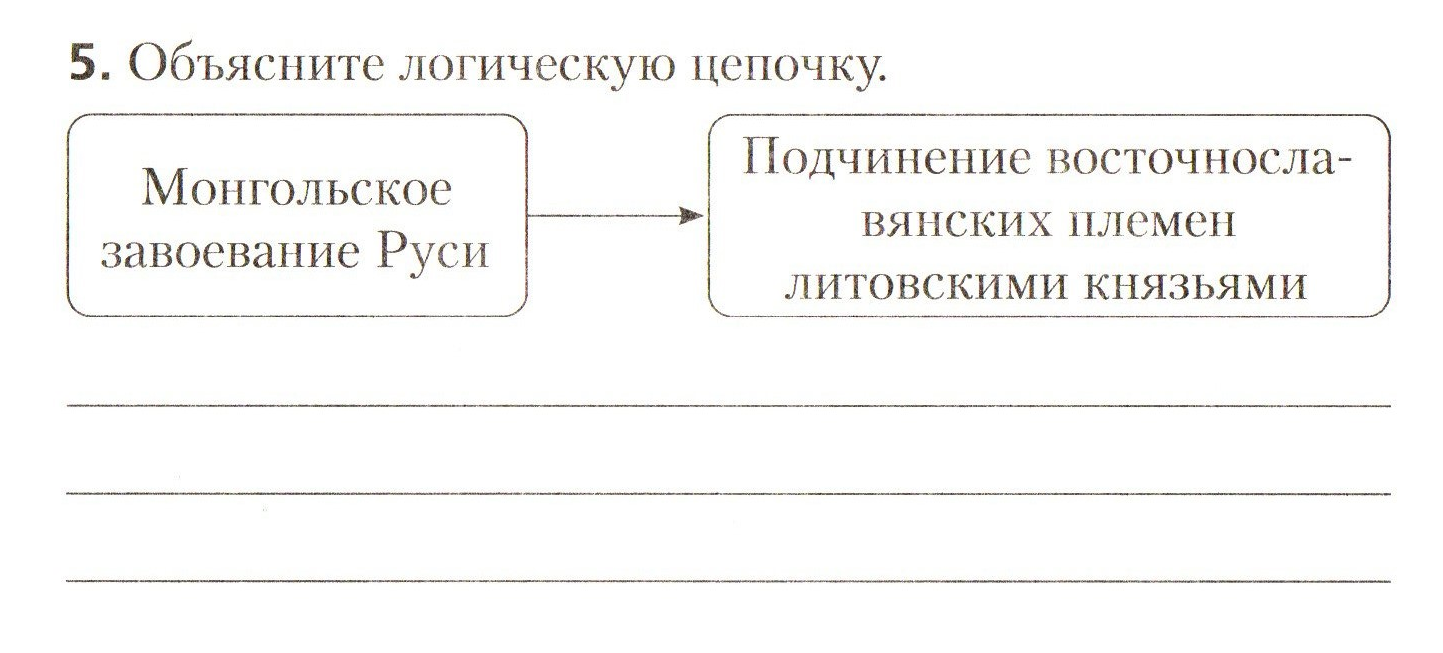 5. Объясните логическую цепочку.
Монгольское
завоевание Руси
Подчинение восточносла-
вянских племен
литовскими князьями